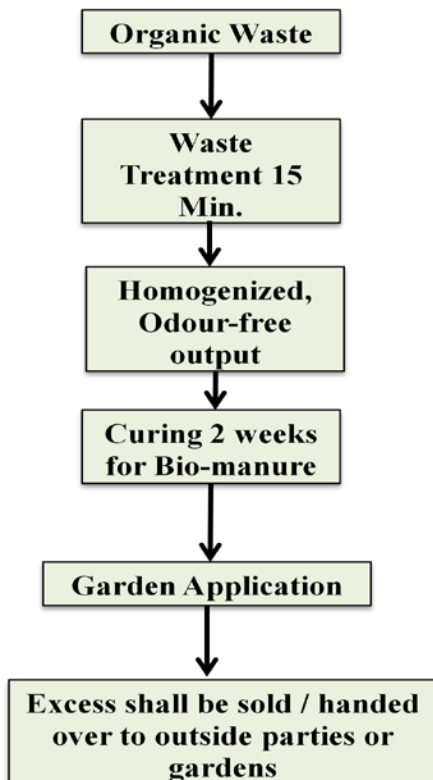 Organic Waste
Waste
Treatment 15
Min.
Homogenized,
Odour-free
output
Curing 2 weeks
for Bio-manure
Garden Application
Excess shall be sold / handed
over to outside parties or
gardens